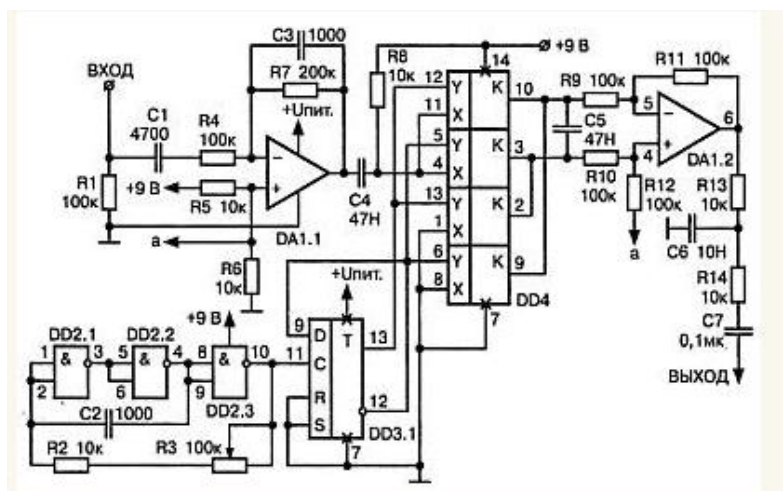 C3 1000
R7 200к
ВХОД
C1
4700
R4
100к
+Uпит.
R8
10к
+9 В
R1
100к
+9 В
R5 10к
а
DA1.1
C4
47Н
R6
10к
14
12 Y K 10
11 X
5 Y K 3
4 X
13 Y K 2
1 X
6 Y K 9
8 X
7
DD4
R9 100к
C5
47Н
R10
100к
R11 100к
5
4
6
DA1.2
R12
100к
а
R13
10к
C6 10Н
R14
10к
C7
0,1мк
ВЫХОД
+Uпит.
9 D T 13
11 C
R 12
S
7
DD3.1
+9 В
DD2.1 DD2.2
1 & 3 5 & 4 8 & 10
2 6 9
DD2.3
C2 1000
R2 10к R3 100к